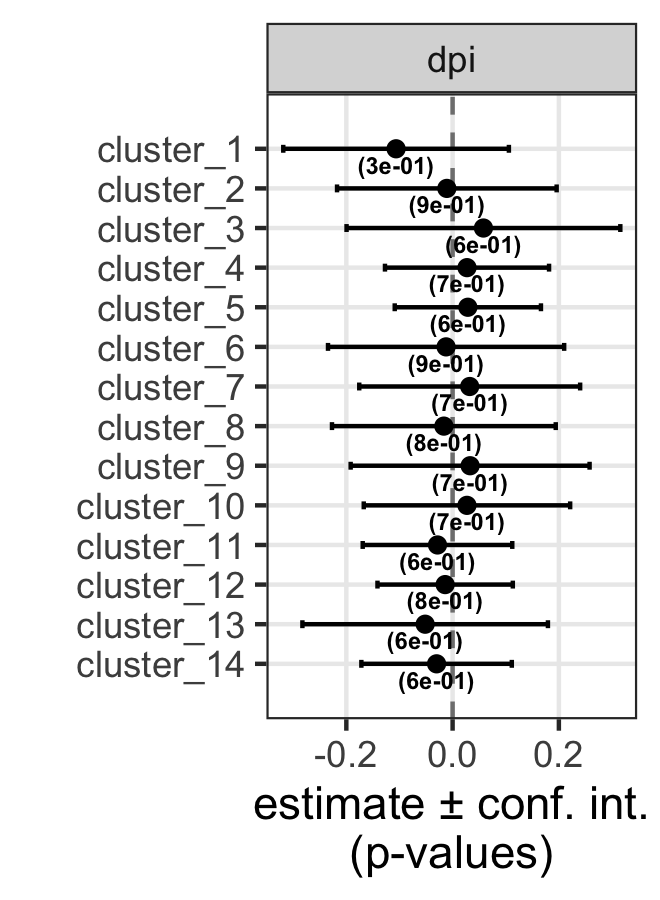 dpi
cluster_1
(3e-01)
cluster_2
(9e-01)
cluster_3
(6e-01)
cluster_4
(7e-01)
cluster_5
(6e-01)
cluster_6
(9e-01)
cluster_7
(7e-01)
cluster_8
(8e-01)
cluster_9
(7e-01)
cluster_10
(7e-01)
cluster_11
(6e-01)
cluster_12
(8e-01)
cluster_13
(6e-01)
cluster_14
(6e-01)
-0.2 0.0 0.2
estimate ± conf. int.
(p-values)